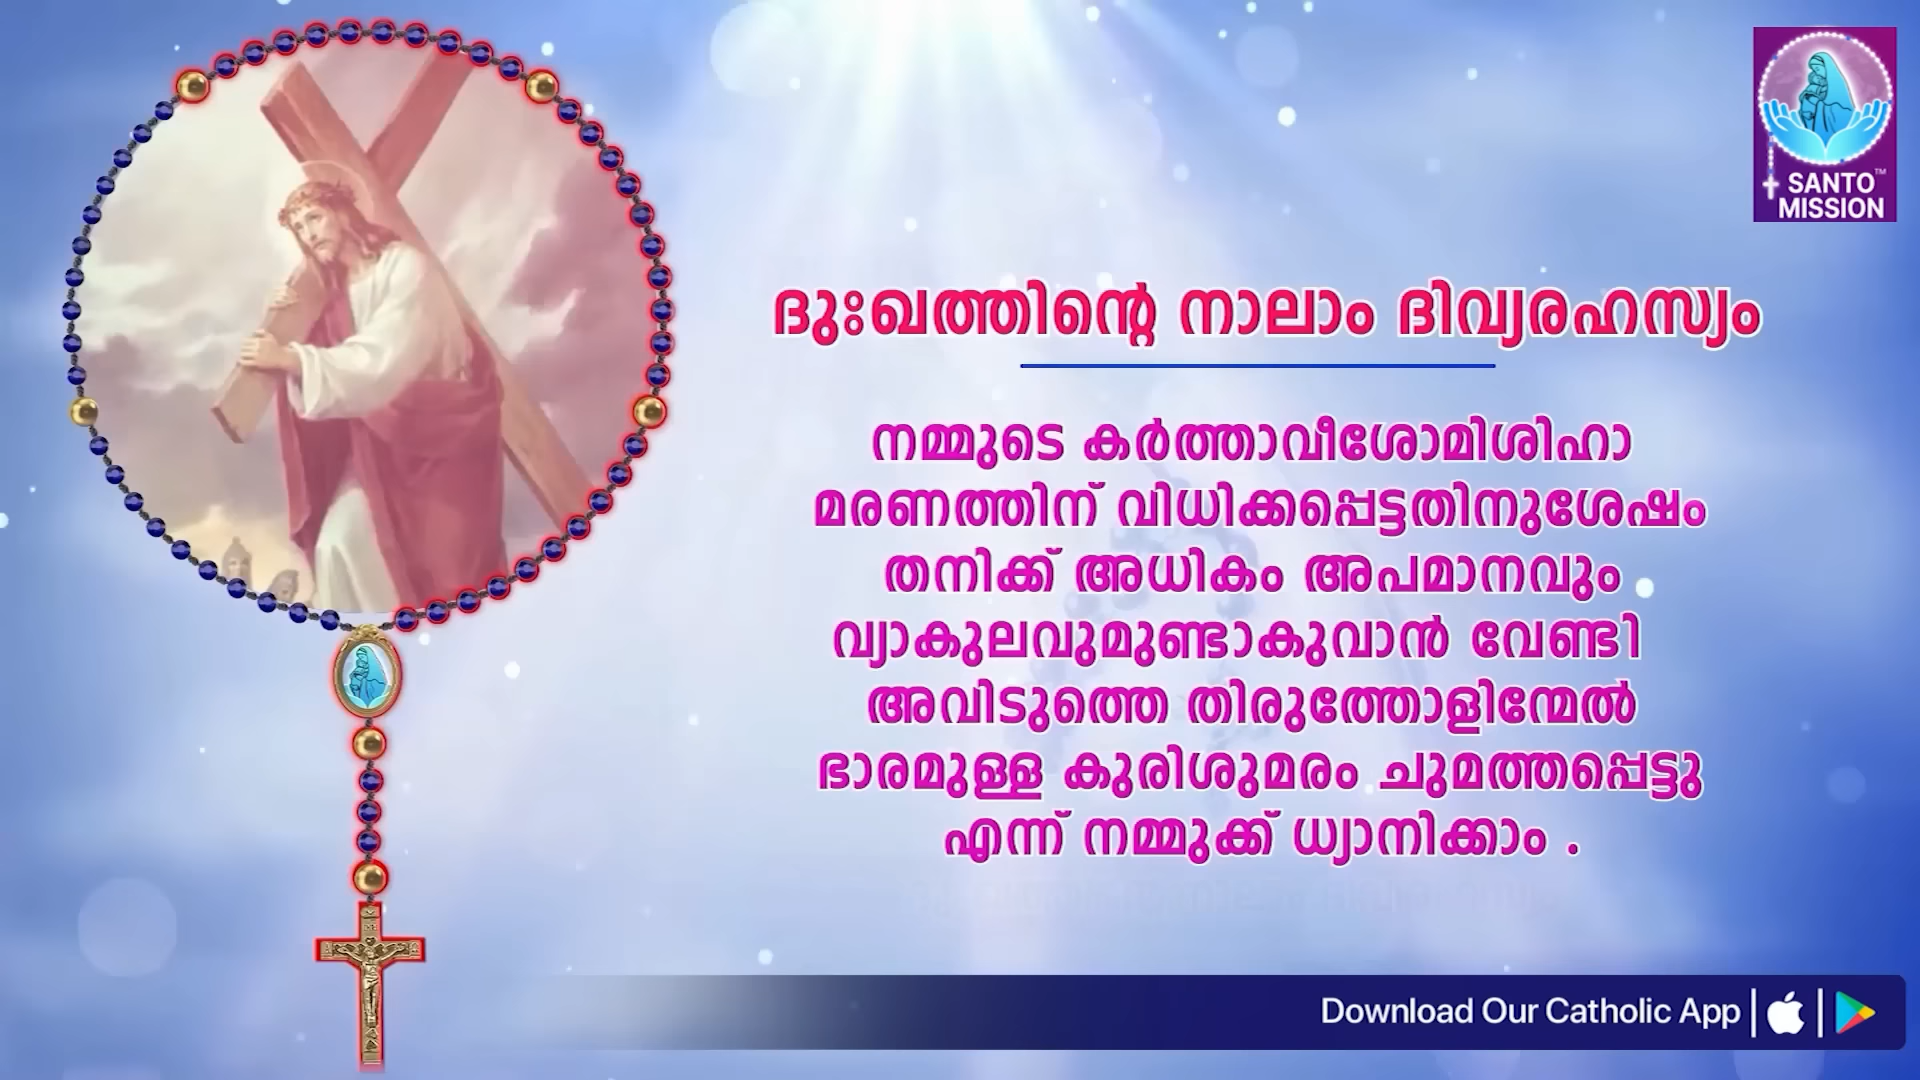 SANTO™
MISSION
ദുഃഖത്തിന്റെ നാലാം ദിവ്യരഹസ്യം
നമ്മുടെ കർത്താവീശോമിശിഹാ
മരണത്തിന് വിധിക്കപ്പെട്ടതിനുശേഷം
തനിക്ക് അധികം അപമാനവും
വ്യാകുലവുമുണ്ടാകുവാൻ വേണ്ടി
അവിടുത്തെ തിരുത്തോളിന്മേൽ
ഭാരമുള്ള കുരിശുമരം ചുമത്തപ്പെട്ടു
എന്ന് നമ്മുക്ക് ധ്യാനിക്കാം .
Download Our Catholic App